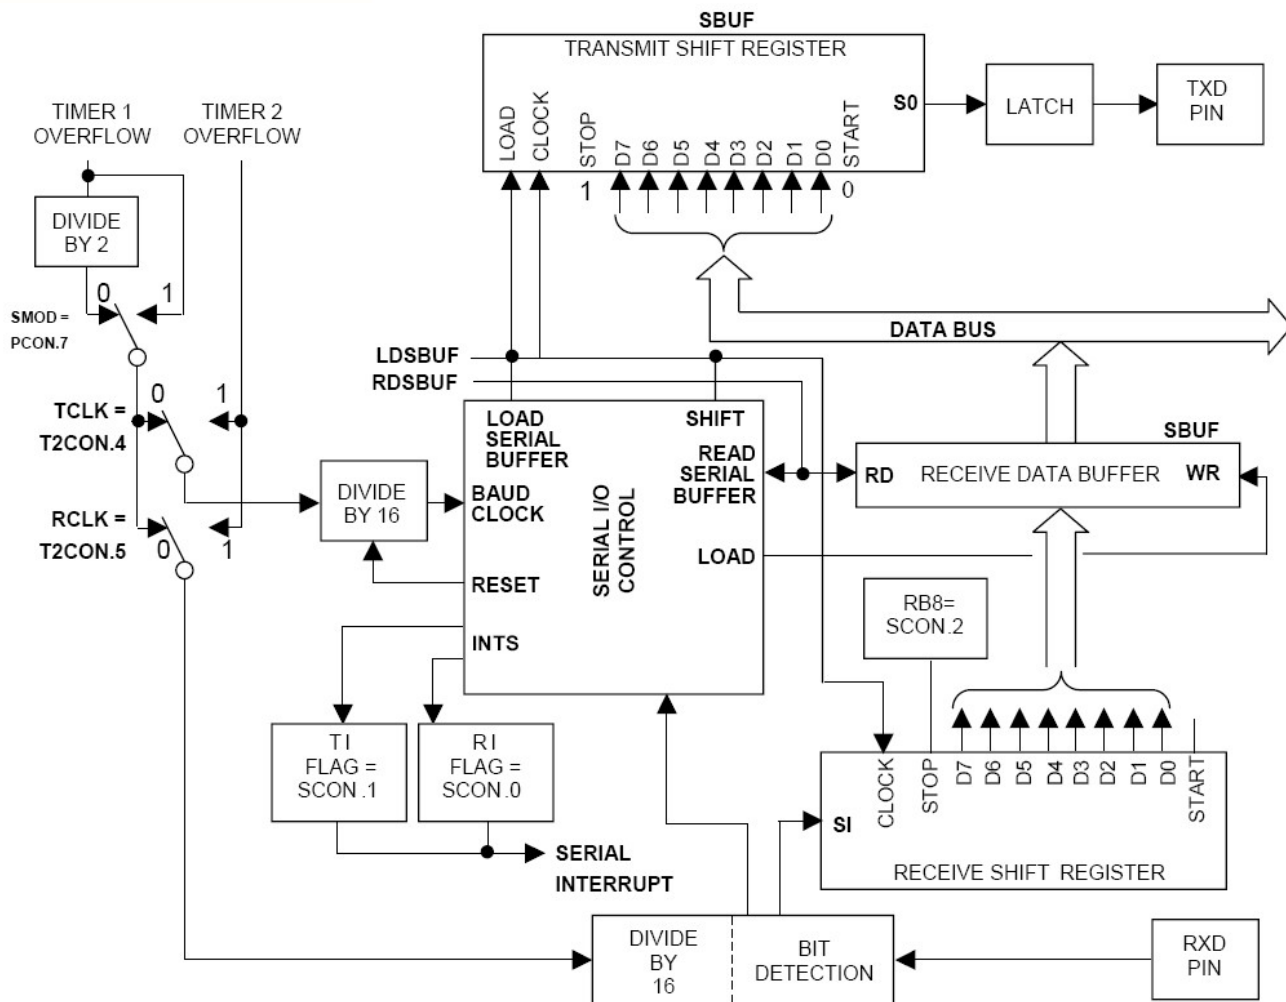 SBUF
TRANSMIT SHIFT REGISTER
LOAD
CLOCK
STOP
D7
D6
D5
D4
D3
D2
D1
D0
START
S0
1
0
LATCH
TXD
PIN
TIMER 1
OVERFLOW
TIMER 2
OVERFLOW
DIVIDE
BY 2
0
1
SMOD =
PCON.7
DATA BUS
LDSBUF
RDSBUF
TCLK =
T2CON.4
0
1
RCLK =
T2CON.5
0
1
DIVIDE
BY 16
LOAD
SERIAL
BUFFER
SHIFT
READ
SERIAL
BUFFER
BAUD
CLOCK
SERIAL I/O
CONTROL
LOAD
RESET
INTS
SBUF
RD
RECEIVE DATA BUFFER
WR
RB8=
SCON.2
TI
FLAG =
SCON.1
RI
FLAG =
SCON.0
SERIAL
INTERRUPT
SI
CLOCK
STOP
D7
D6
D5
D4
D3
D2
D1
D0
START
RECEIVE SHIFT REGISTER
DIVIDE
BY
16
BIT
DETECTION
RXD
PIN